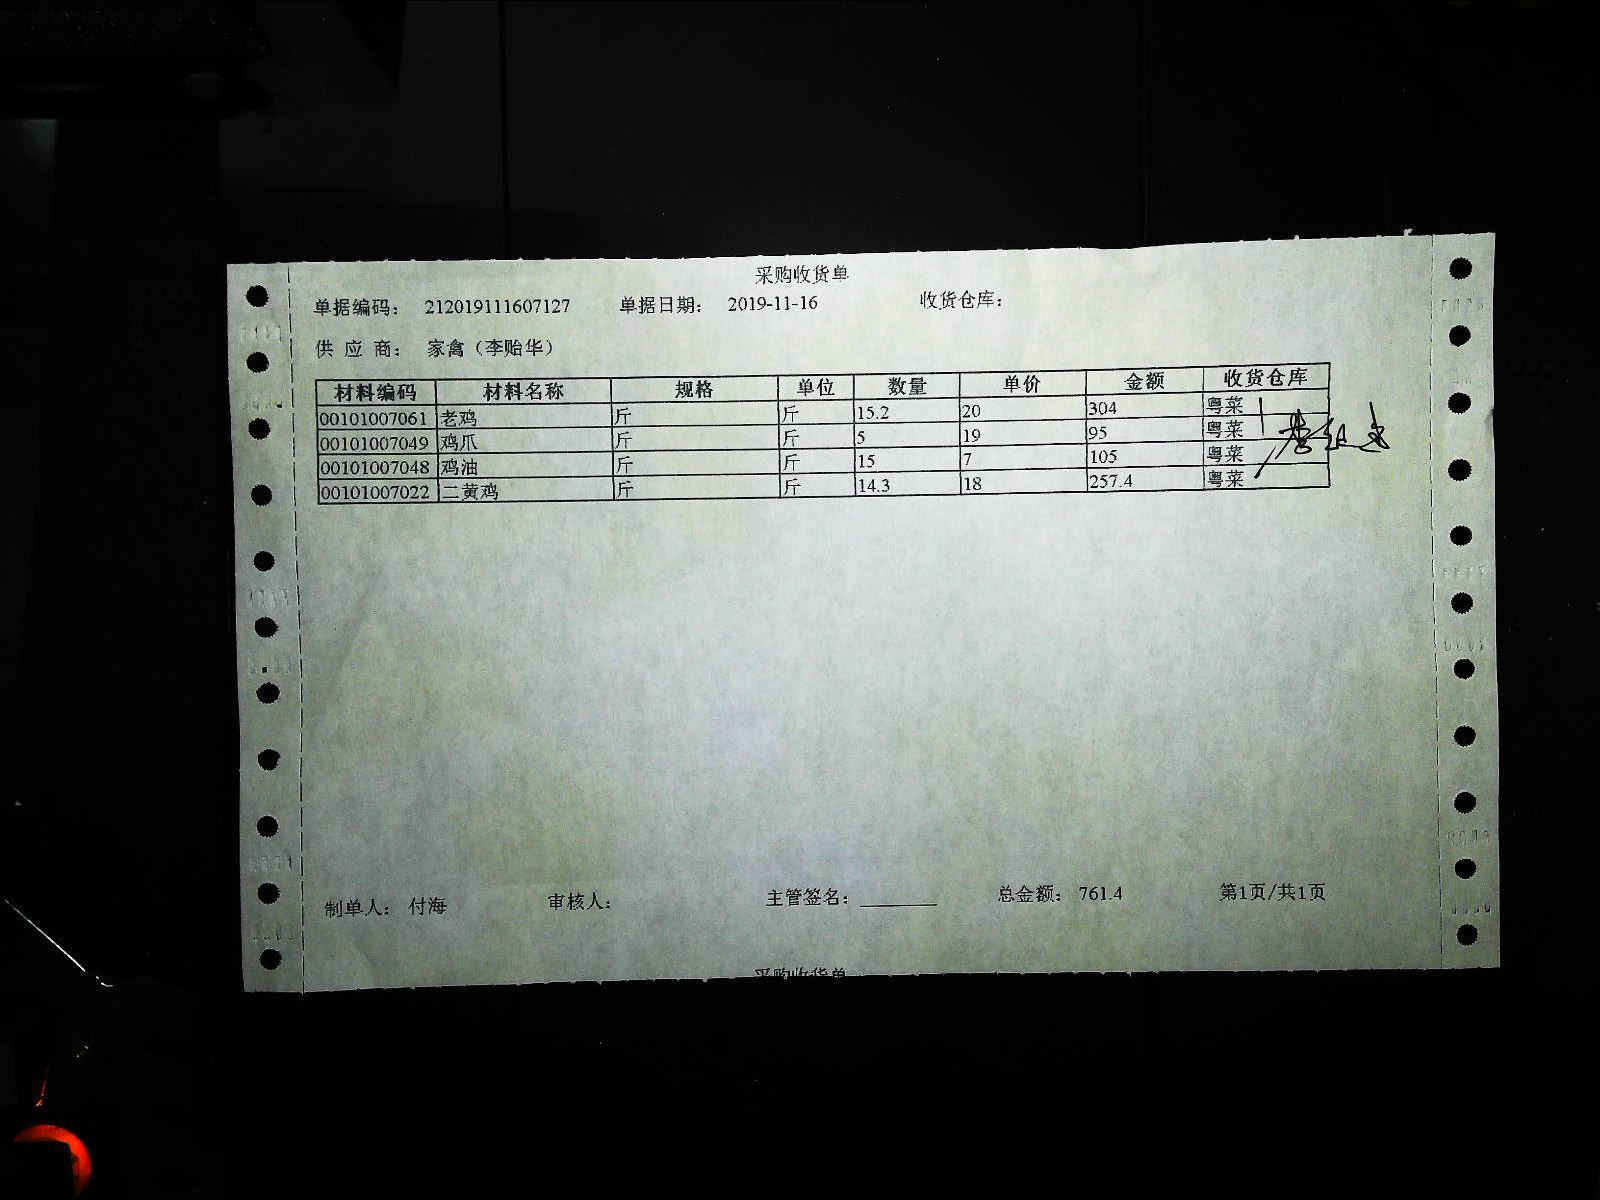 采购收货单
单据编码： 212019111607127 单据日期： 2019-11-16 收货仓库：
供 应 商： 家禽（李贻华）
材料编码 材料名称 规格 单位 数量 单价 金额 收货仓库
00101007061 老鸡 斤 斤 15.2 20 304 粤菜
00101007049 鸡爪 斤 斤 5 19 95 粤菜
00101007048 鸡油 斤 斤 15 7 105 粤菜
00101007022 二黄鸡 斤 斤 14.3 18 257.4 粤菜
制单人： 付海 审核人： 主管签名： 总金额： 761.4 第1页/共1页
采购收货单